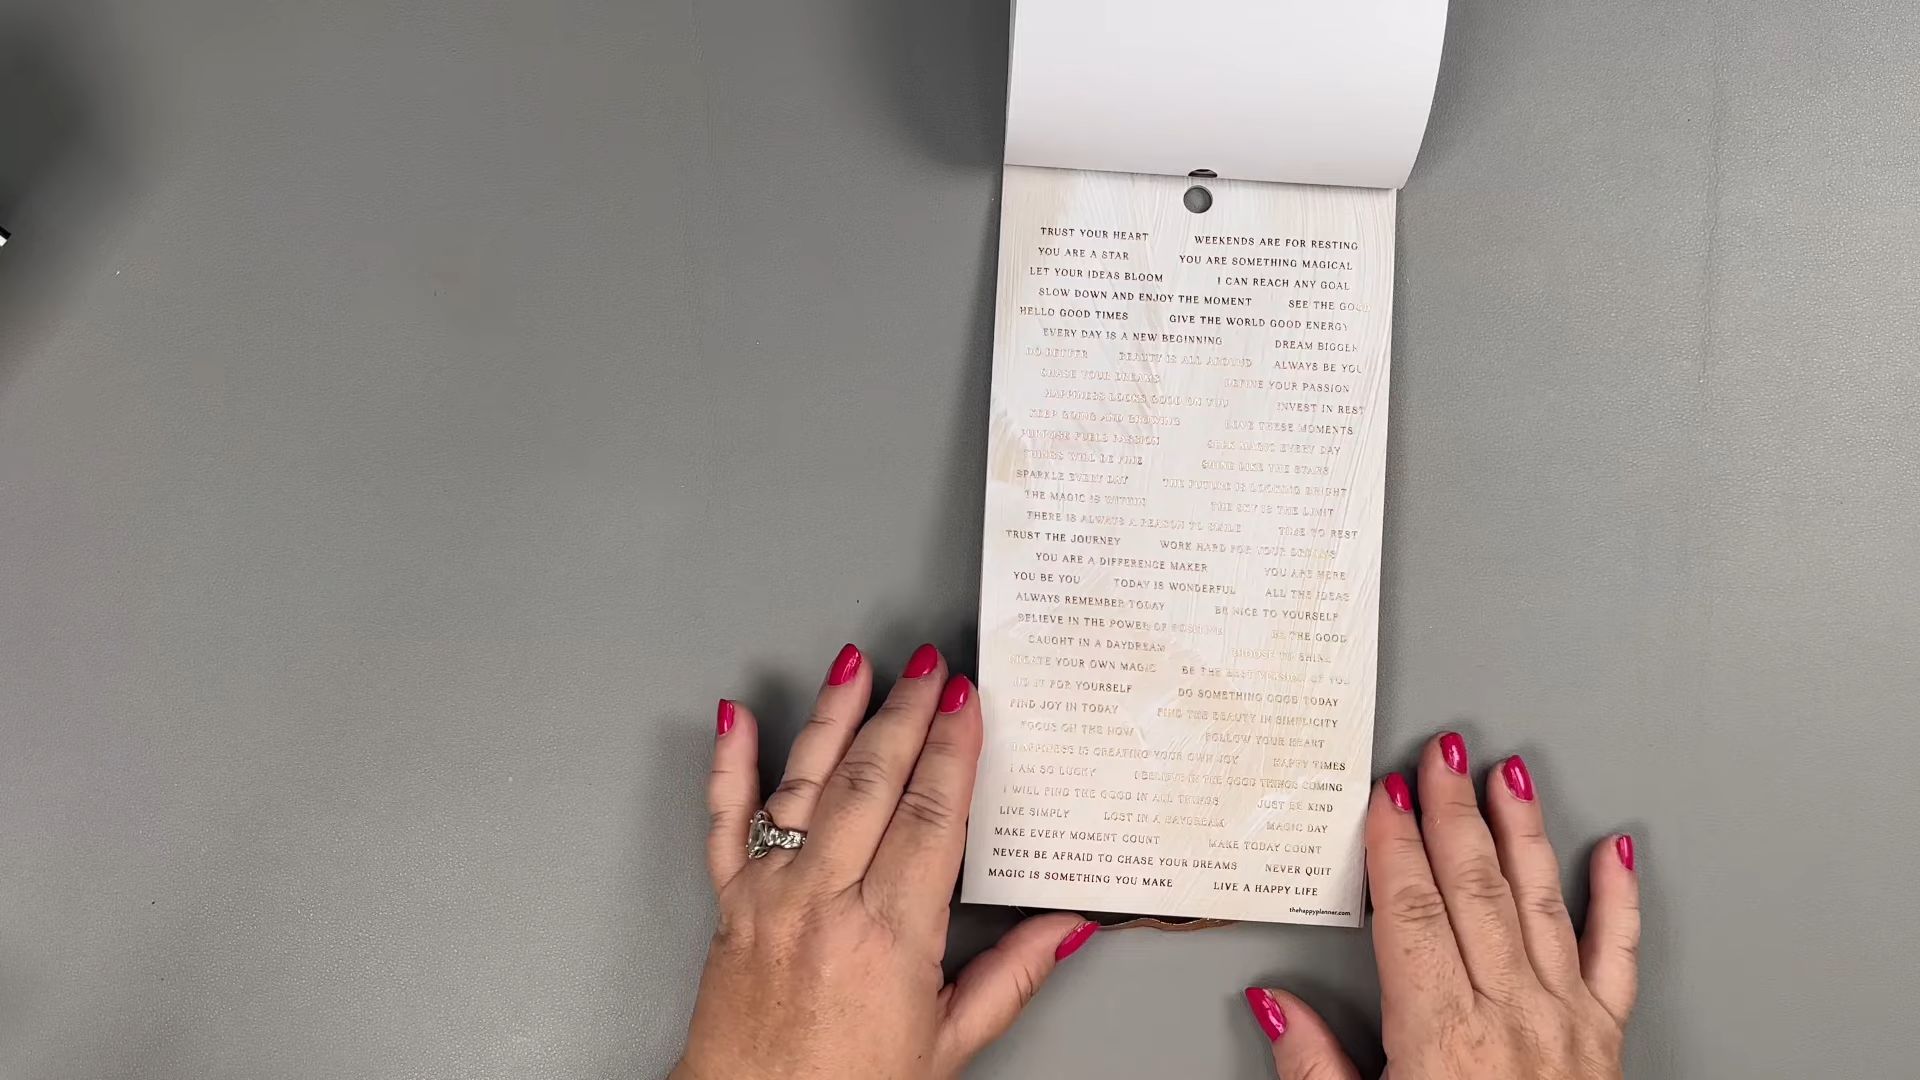 TRUST YOUR HEART WEEKENDS ARE FOR RESTING
YOU ARE A STAR YOU ARE SOMETHING MAGICAL
LET YOUR IDEAS BLOOM I CAN REACH ANY GOAL
SLOW DOWN AND ENJOY THE MOMENT SEE THE GOOD
HELLO GOOD TIMES GIVE THE WORLD GOOD ENERGY
EVERY DAY IS A NEW BEGINNING DREAM BIGGER
DO BETTER BEAUTY IS ALL AROUND ALWAYS BE YOU
CHASE YOUR DREAMS DEFINE YOUR PASSION
HAPPINESS LOOKS GOOD ON YOU INVEST IN REST
KEEP GOING AND GROWING LOVE THESE MOMENTS
PURPOSE FUELS PASSION SEEK MAGIC EVERY DAY
THINGS WILL BE FINE SHINE LIKE THE STARS
SPARKLE EVERY DAY THE FUTURE IS LOOKING BRIGHT
THE MAGIC IS WITHIN THE SKY IS THE LIMIT
THERE IS ALWAYS A REASON TO SMILE TIME TO REST
TRUST THE JOURNEY WORK HARD FOR YOUR DREAMS
YOU ARE A DIFFERENCE MAKER YOU ARE HERE
YOU BE YOU TODAY IS WONDERFUL ALL THE IDEAS
ALWAYS REMEMBER TODAY BE NICE TO YOURSELF
BELIEVE IN THE POWER OF POSITIVE BE THE GOOD
CAUGHT IN A DAYDREAM CHOOSE TO SHINE
CREATE YOUR OWN MAGIC BE THE BEST VERSION OF YOU
DO IT FOR YOURSELF DO SOMETHING GOOD TODAY
FIND JOY IN TODAY FIND THE BEAUTY IN SIMPLICITY
FOCUS ON THE NOW FOLLOW YOUR HEART
HAPPINESS IS CREATING YOUR OWN JOY HAPPY TIMES
I AM SO LUCKY I BELIEVE IN THE GOOD THINGS COMING
I WILL FIND THE GOOD IN ALL THINGS JUST BE KIND
LIVE SIMPLY LOST IN A DAYDREAM MAGIC DAY
MAKE EVERY MOMENT COUNT MAKE TODAY COUNT
NEVER BE AFRAID TO CHASE YOUR DREAMS NEVER QUIT
MAGIC IS SOMETHING YOU MAKE LIVE A HAPPY LIFE
thehappyplanner.com